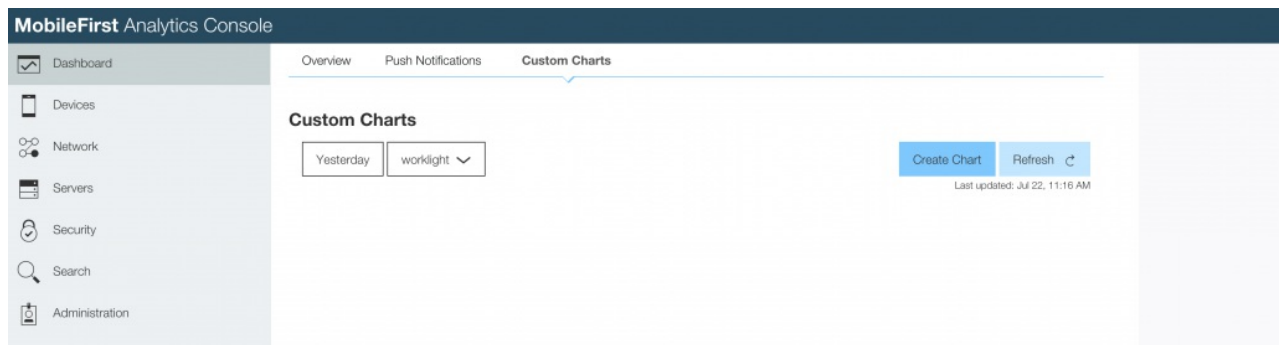 MobileFirst Analytics Console
Dashboard
Devices
Network
Servers
Security
Search
Administration
Overview Push Notifications Custom Charts
Custom Charts
Yesterday worklight Create Chart Refresh
Last updated: Jul 22, 11:16 AM